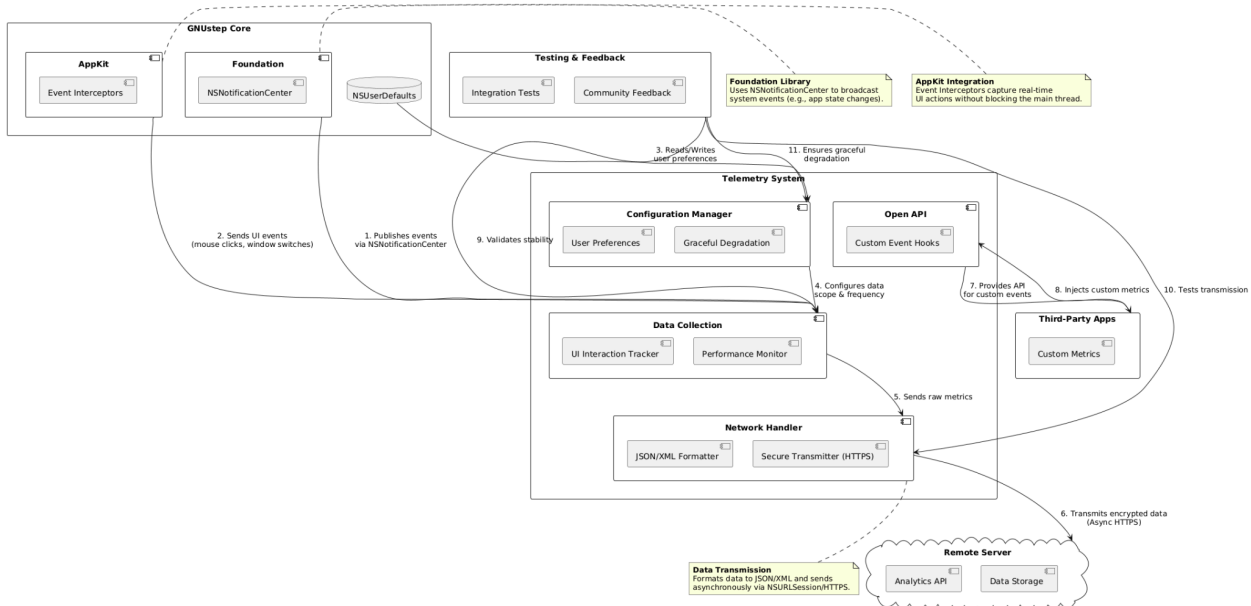 GNUstep Core
AppKit
Event Interceptors
Foundation
NSNotificationCenter
NSUserDefaults
Testing & Feedback
Integration Tests
Community Feedback
Foundation Library
Uses NSNotificationCenter to broadcast
system events (e.g., app state changes).
AppKit Integration
Event Interceptors capture real-time
UI actions without blocking the main thread.
3. Reads/Writes
user preferences
11. Ensures graceful
degradation
Telemetry System
Configuration Manager
User Preferences
Graceful Degradation
Open API
Custom Event Hooks
2. Sends UI events
(mouse clicks, window switches)
1. Publishes events
via NSNotificationCenter
9. Validates stability
4. Configures data
scope & frequency
7. Provides API
for custom events
8. Injects custom metrics
10. Tests transmission
Data Collection
UI Interaction Tracker
Performance Monitor
Third-Party Apps
Custom Metrics
5. Sends raw metrics
Network Handler
JSON/XML Formatter
Secure Transmitter (HTTPS)
6. Transmits encrypted data
(Async HTTPS)
Data Transmission
Formats data to JSON/XML and sends
asynchronously via NSURLSession/HTTPS.
Remote Server
Analytics API
Data Storage